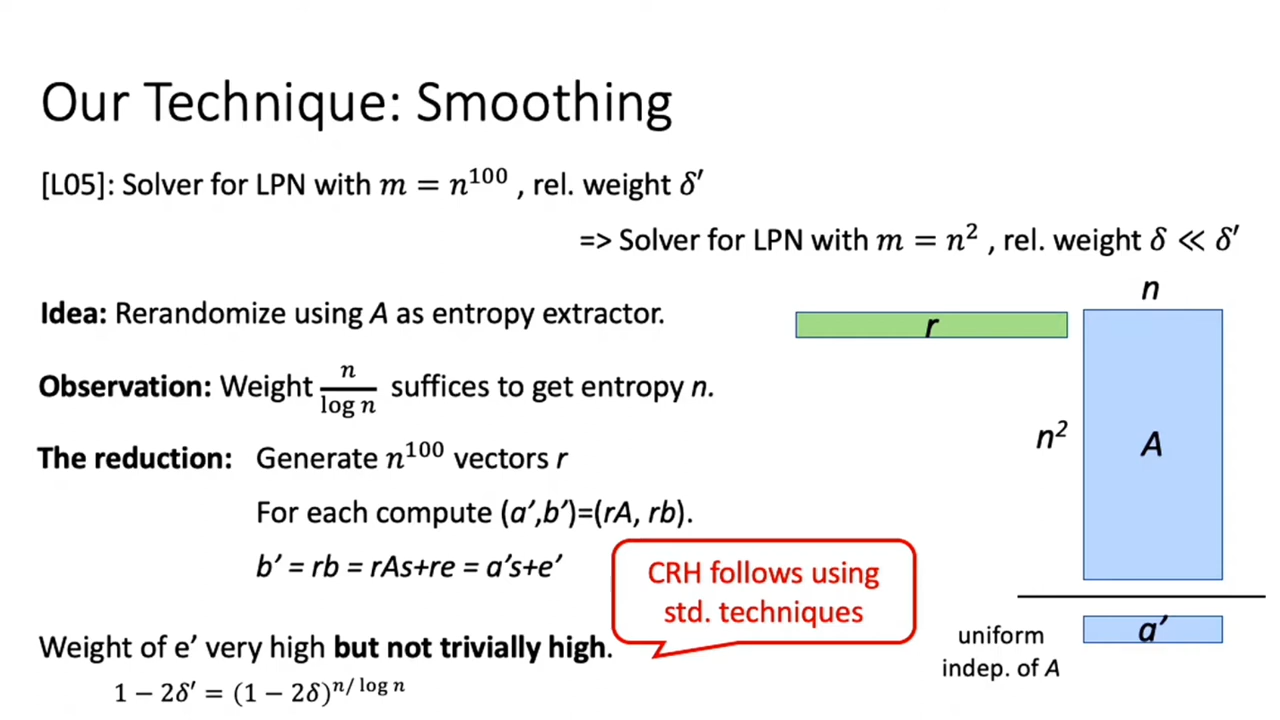 Our Technique: Smoothing
[L05]: Solver for LPN with m = n^100 , rel. weight δ′
=> Solver for LPN with m = n^2 , rel. weight δ ≪ δ′
Idea: Rerandomize using A as entropy extractor.
Observation: Weight n/log n suffices to get entropy n.
The reduction: Generate n^100 vectors r
For each compute (a’,b’)=(rA, rb).
b’ = rb = rAs+re = a’s+e’
CRH follows using
std. techniques
Weight of e’ very high but not trivially high.
1 − 2δ′ = (1 − 2δ)^n/ log n
n
r
n^2
A
a’
uniform
indep. of A